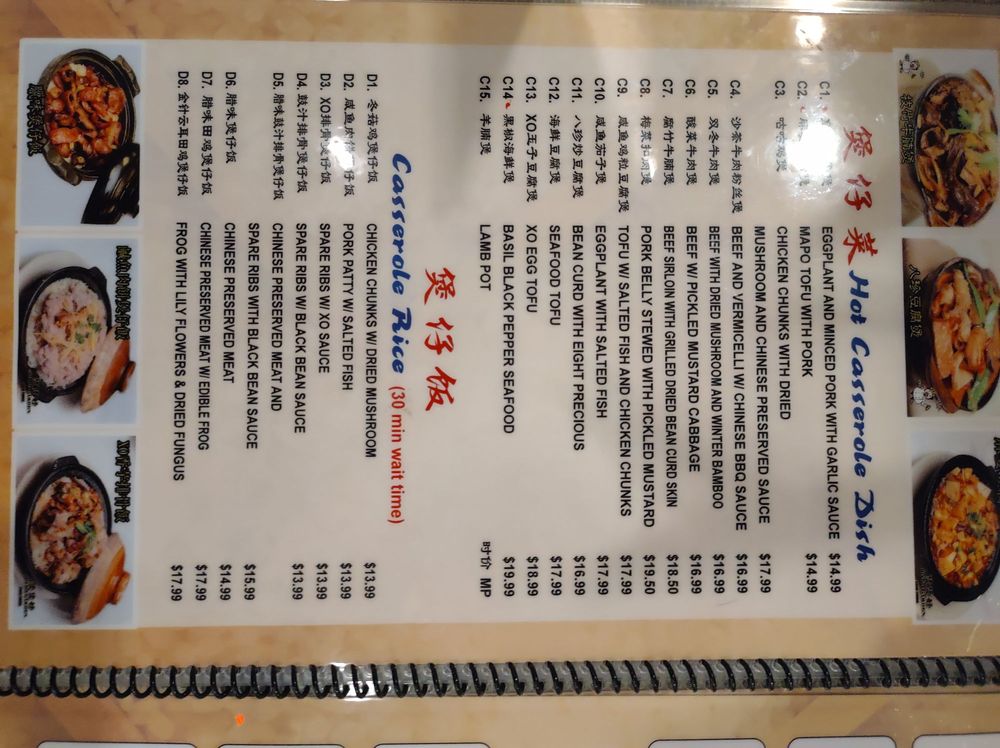 八珍豆腐煲
煲仔菜 Hot Casserole Dish
C1. EGGPLANT AND MINCED PORK WITH GARLIC SAUCE $14.99
C2. MAPO TOFU WITH PORK $14.99
C3. CHICKEN CHUNKS WITH DRIED
MUSHROOM AND CHINESE PRESERVED SAUCE $17.99
C4. 沙茶牛肉粉丝煲 BEEF AND VERMICELLI W/ CHINESE BBQ SAUCE $16.99
C5. 双冬牛肉煲 BEEF WITH DRIED MUSHROOM AND WINTER BAMBOO $16.99
C6. 酸菜牛肉煲 BEEF W/ PICKLED MUSTARD CABBAGE $16.99
C7. 腐竹牛腩煲 BEEF SIRLOIN WITH GRILLED DRIED BEAN CURD SKIN $18.50
C8. 梅菜扣肉煲 PORK BELLY STEWED WITH PICKLED MUSTARD $19.50
C9. 咸鱼鸡粒豆腐煲 TOFU W/ SALTED FISH AND CHICKEN CHUNKS $17.99
C10. 咸鱼茄子煲 EGGPLANT WITH SALTED FISH $17.99
C11. 八珍炒豆腐煲 BEAN CURD WITH EIGHT PRECIOUS $16.99
C12. 海鲜豆腐煲 SEAFOOD TOFU $17.99
C13. XO玉子豆腐煲 XO EGG TOFU $18.99
C14 黑椒海鲜煲 BASIL BLACK PEPPER SEAFOOD $19.99
C15. 羊腩煲 LAMB POT 时价 MP
煲仔饭
Casserole Rice (30 min wait time)
D1. 冬菇鸡煲仔饭 CHICKEN CHUNKS W/ DRIED MUSHROOM $13.99
D2. 咸鱼肉饼煲仔饭 PORK PATTY W/ SALTED FISH $13.99
D3. XO排骨煲仔饭 SPARE RIBS W/ XO SAUCE $13.99
D4. 豉汁排骨煲仔饭 SPARE RIBS W/ BLACK BEAN SAUCE $13.99
D5. 腊味豉汁排骨煲仔饭 CHINESE PRESERVED MEAT AND
SPARE RIBS WITH BLACK BEAN SAUCE $15.99
D6. 腊味煲仔饭 CHINESE PRESERVED MEAT $14.99
D7. 腊味田鸡煲仔饭 CHINESE PRESERVED MEAT W/ EDIBLE FROG $17.99
D8. 金针云耳田鸡煲仔饭 FROG WITH LILY FLOWERS & DRIED FUNGUS $17.99